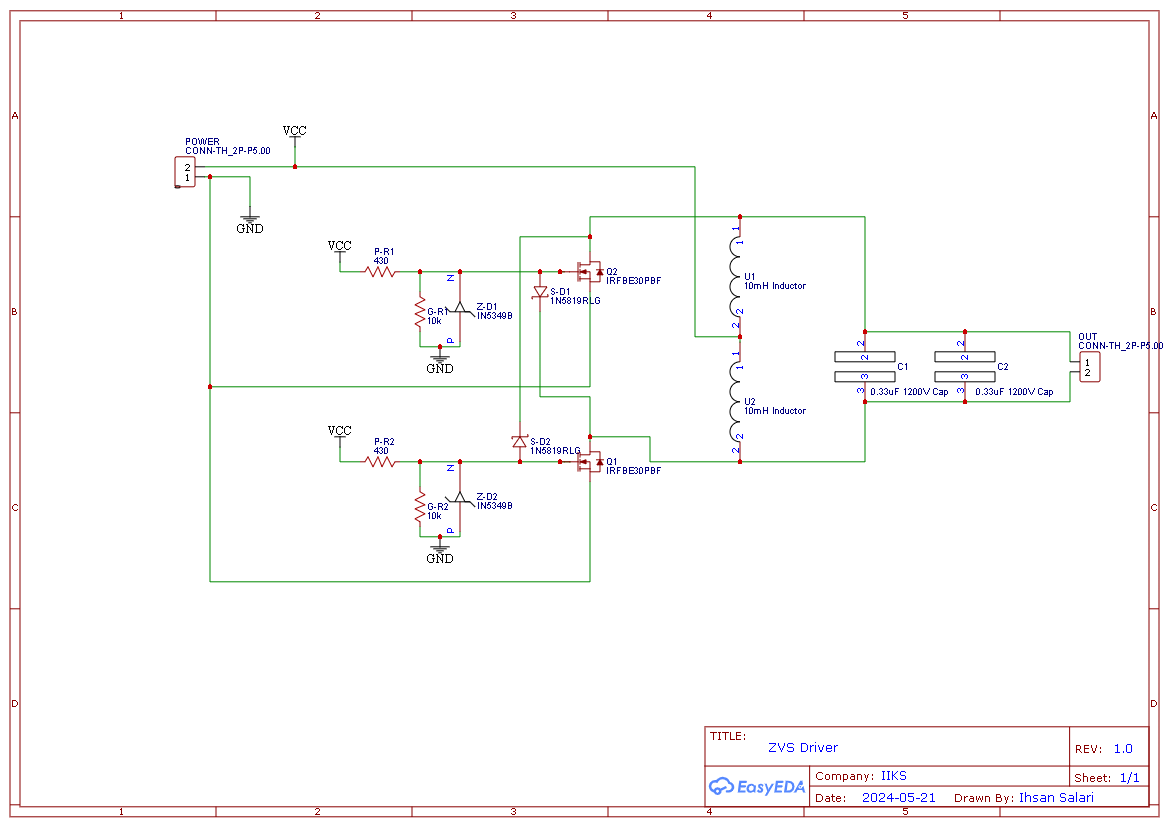 1 2 3 4 5
A A
B B
C C
D D
POWER
CONN-TH_2P-P5.00
2
1
VCC
GND
VCC
P-R1
430
G-R1
10k
N
Z-D1
IN5349B
P
GND
S-D1
1N5819RLG
Q2
IRFBE30PBF
VCC
P-R2
430
G-R2
10k
N
Z-D2
IN5349B
P
GND
S-D2
1N5819RLG
Q1
IRFBE30PBF
1
1
U1
10mH Inductor
2
2
1
1
U2
10mH Inductor
2
2
2
2
C1
3
3
0.33uF 1200V Cap
2
2
C2
3
3
0.33uF 1200V Cap
OUT
CONN-TH_2P-P5.00
1
2
TITLE:
ZVS Driver
REV: 1.0
EasyEDA
Company: IIKS
Sheet: 1/1
Date: 2024-05-21 Drawn By: Ihsan Salari
1 2 3 4 5